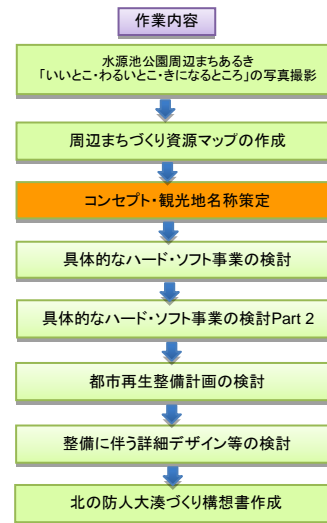 作業内容
水源池公園周辺まちあるき
「いいとこ・わるいとこ・きになるところ」の写真撮影
周辺まちづくり資源マップの作成
コンセプト・観光地名称策定
具体的なハード・ソフト事業の検討
具体的なハード・ソフト事業の検討Part 2
都市再生整備計画の検討
整備に伴う詳細デザイン等の検討
北の防人大湊づくり構想書作成